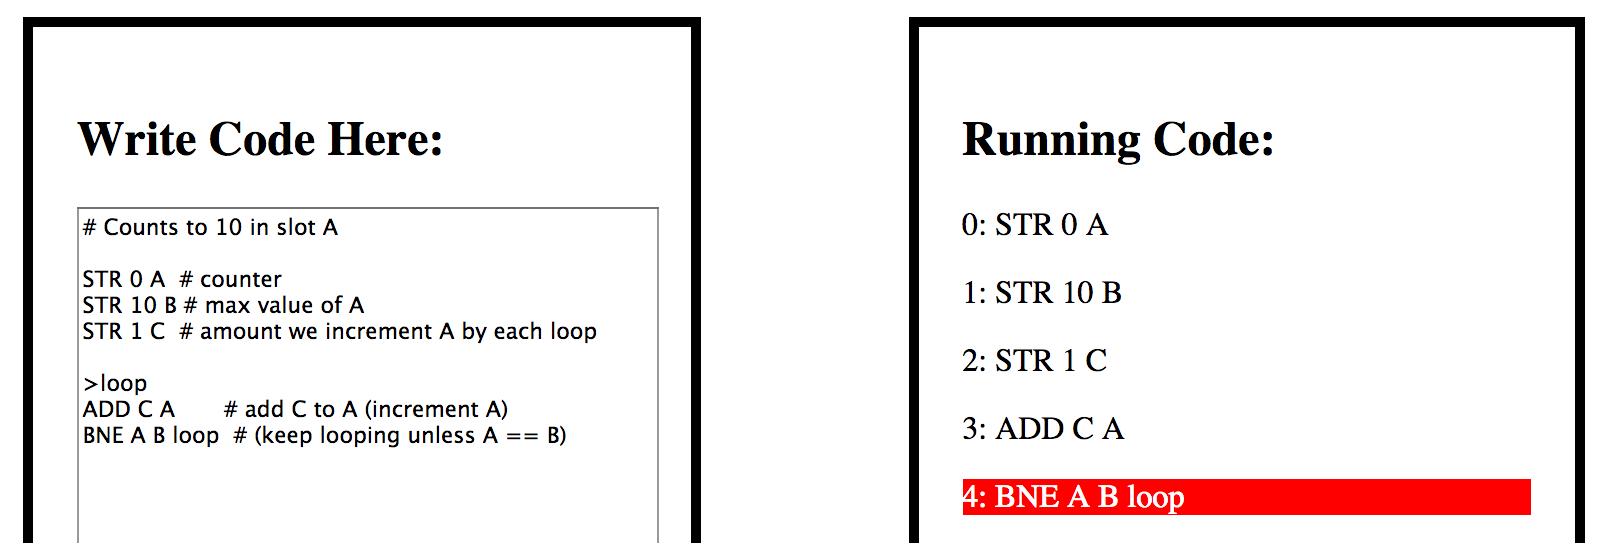 Write Code Here:
# Counts to 10 in slot A
STR 0 A  # counter
STR 10 B # max value of A
STR 1 C  # amount we increment A by each loop
>loop
ADD C A       # add C to A (increment A)
BNE A B loop  # (keep looping unless A == B)
Running Code:
0: STR 0 A
1: STR 10 B
2: STR 1 C
3: ADD C A
4: BNE A B loop